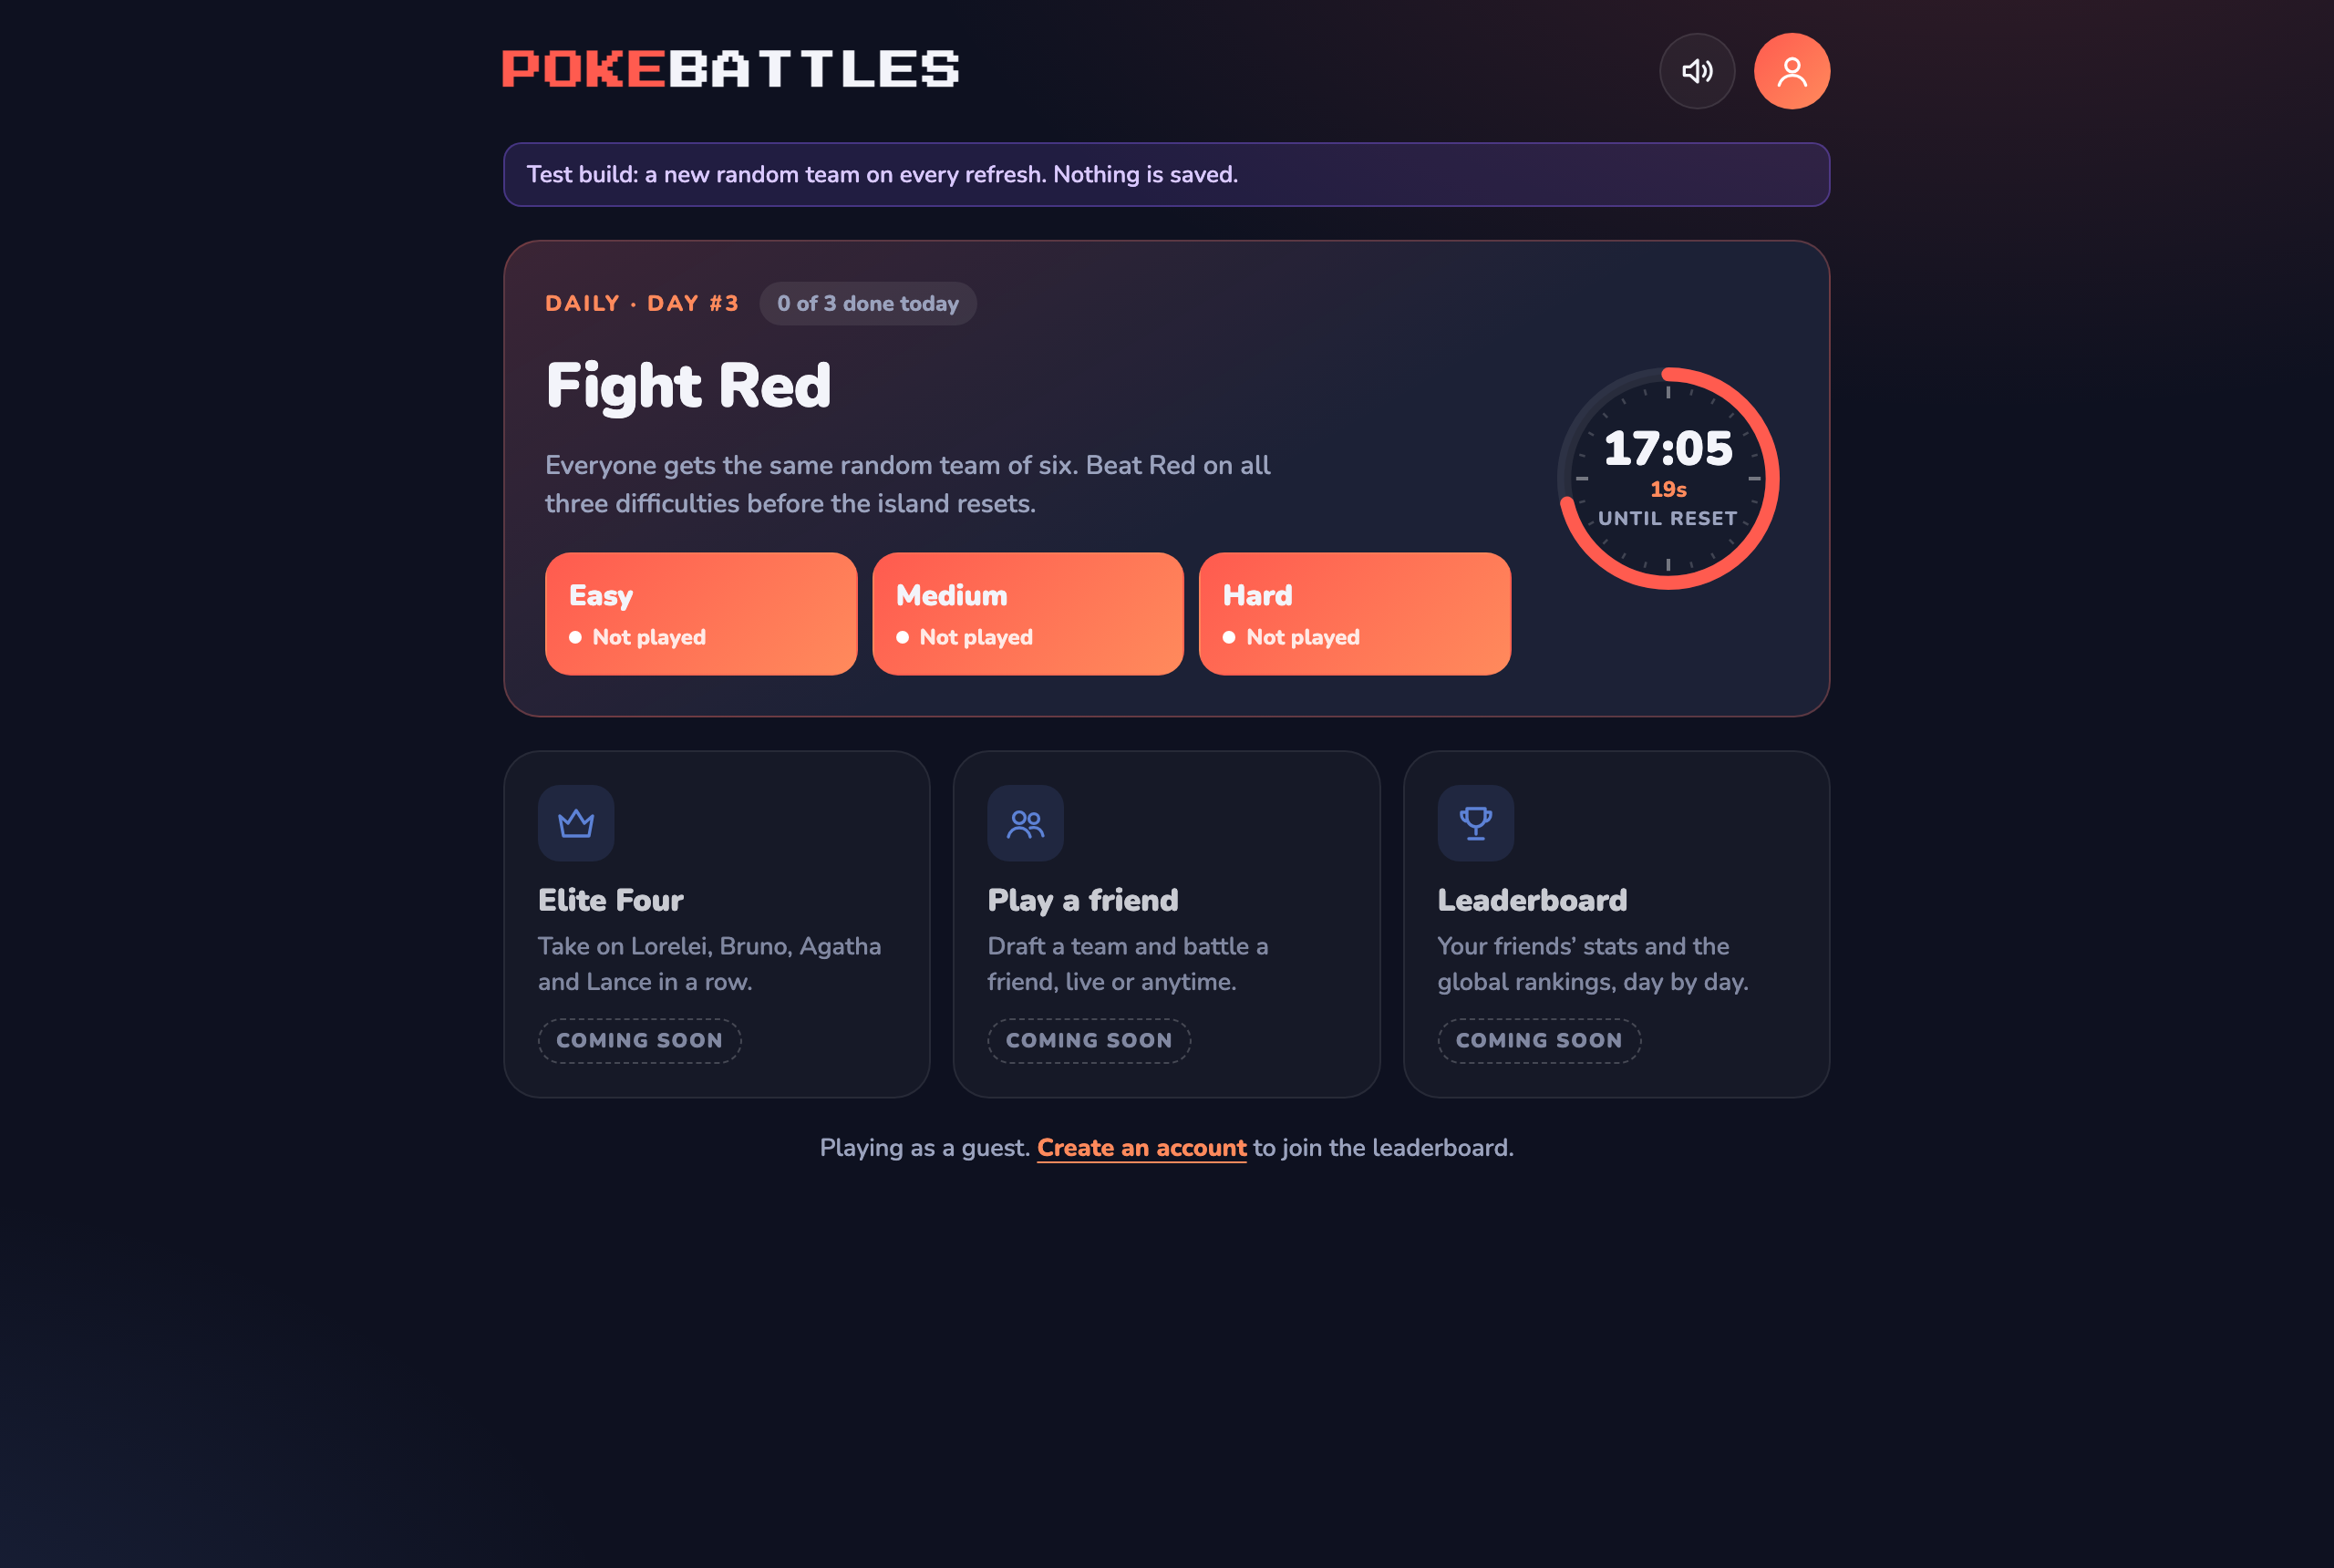 POKEBATTLES
Test build: a new random team on every refresh. Nothing is saved.
DAILY · DAY #3
0 of 3 done today
Fight Red
Everyone gets the same random team of six. Beat Red on all
three difficulties before the island resets.
17:05
19s
UNTIL RESET
Easy
Not played
Medium
Not played
Hard
Not played
Elite Four
Take on Lorelei, Bruno, Agatha
and Lance in a row.
COMING SOON
Play a friend
Draft a team and battle a
friend, live or anytime.
COMING SOON
Leaderboard
Your friends’ stats and the
global rankings, day by day.
COMING SOON
Playing as a guest. Create an account to join the leaderboard.